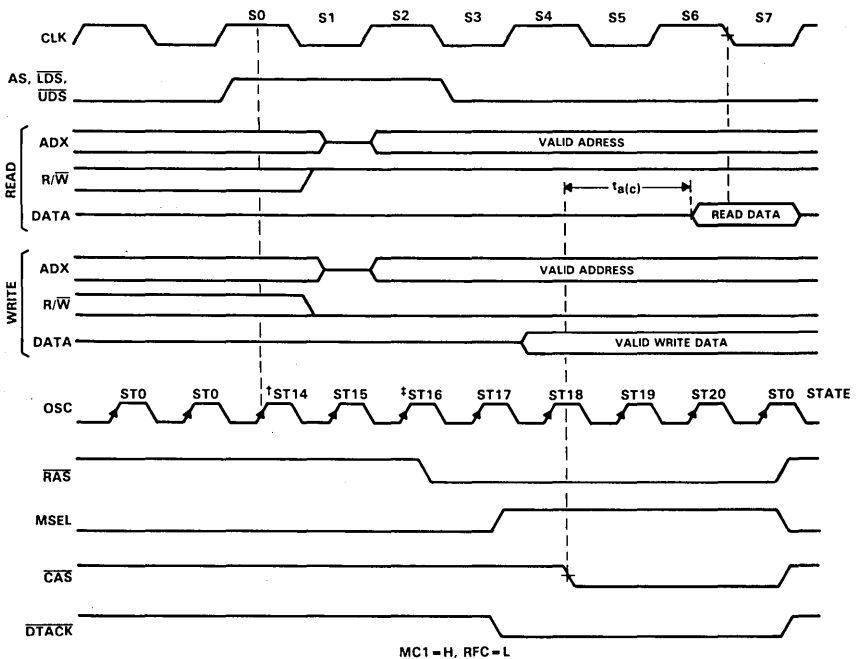 S0 S1 S2 S3 S4 S5 S6 S7
CLK
AS, LDS,
UDS
READ
ADX
VALID ADRESS
R/W
ta(c)
DATA
READ DATA
WRITE
ADX
VALID ADDRESS
R/W
DATA
VALID WRITE DATA
OSC
ST0 ST0 †ST14 ST15 ‡ST16 ST17 ST18 ST19 ST20 ST0 STATE
RAS
MSEL
CAS
DTACK
MC1=H, RFC=L